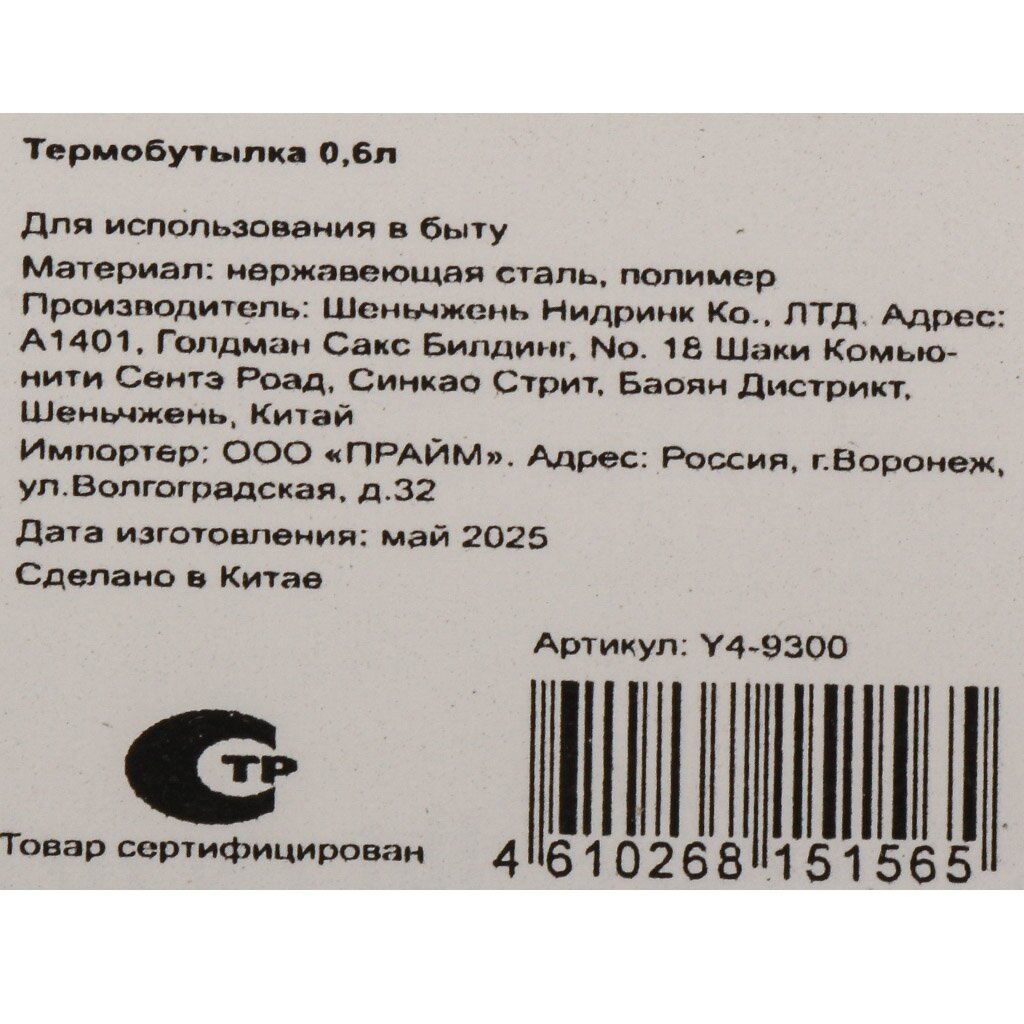 Термобутылка 0,6л
Для использования в быту
Материал: нержавеющая сталь, полимер
Производитель: Шеньчжень Нидринк Ко., ЛТД. Адрес:
А1401, Голдман Сакс Билдинг, No. 18 Шаки Комью-
нити Сентэ Роад, Синкао Стрит, Баоян Дистрикт,
Шеньчжень, Китай
Импортер: ООО «ПРАЙМ». Адрес: Россия, г.Воронеж,
ул.Волгоградская, д.32
Дата изготовления: май 2025
Сделано в Китае
Артикул: Y4-9300
СТР
Товар сертифицирован
4 610268 151565